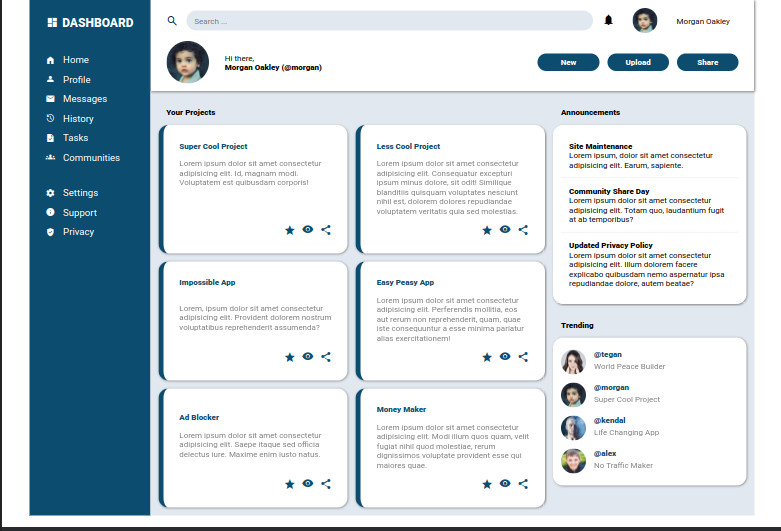 DASHBOARD
Home
Profile
Messages
History
Tasks
Communities
Settings
Support
Privacy
Search ...
Morgan Oakley
Hi there,
Morgan Oakley (@morgan)
New
Upload
Share
Your Projects
Super Cool Project
Lorem ipsum dolor sit amet consectetur
adipisicing elit. Id, magnam modi.
Voluptatem est quibusdam corporis!
Less Cool Project
Lorem ipsum dolor sit amet consectetur
adipisicing elit. Consequatur excepturi
ipsum minus dolore, sit odit! Similique
blanditiis quisquam voluptates nesciunt
nihil est, dolorem dolores repudiandae
voluptatem veritatis quia sed molestias.
Impossible App
Lorem, ipsum dolor sit amet consectetur
adipisicing elit. Provident dolorem nostrum
voluptatibus reprehenderit assumenda?
Easy Peasy App
Lorem ipsum dolor sit amet consectetur
adipisicing elit. Perferendis mollitia, eos
aut rerum non reprehenderit, quam, quae
iste consequuntur a esse minima pariatur
alias exercitationem!
Ad Blocker
Lorem ipsum dolor sit amet consectetur
adipisicing elit. Saepe itaque sed officia
delectus iure. Maxime enim iusto natus.
Money Maker
Lorem ipsum dolor sit amet consectetur
adipisicing elit. Modi illum quos quam, velit
fugiat nihil quod molestiae, rerum
dignissimos voluptate provident esse qui
maiores quae.
Announcements
Site Maintenance
Lorem ipsum, dolor sit amet consectetur
adipisicing elit. Earum, sapiente.
Community Share Day
Lorem ipsum dolor sit amet consectetur
adipisicing elit. Totam quo, laudantium fugit
at ab temporibus?
Updated Privacy Policy
Lorem ipsum dolor sit amet consectetur
adipisicing elit. Illum dolorem facere
explicabo quibusdam nemo aspernatur ipsa
repudiandae dolore, autem beatae?
Trending
@tegan
World Peace Builder
@morgan
Super Cool Project
@kendal
Life Changing App
@alex
No Traffic Maker